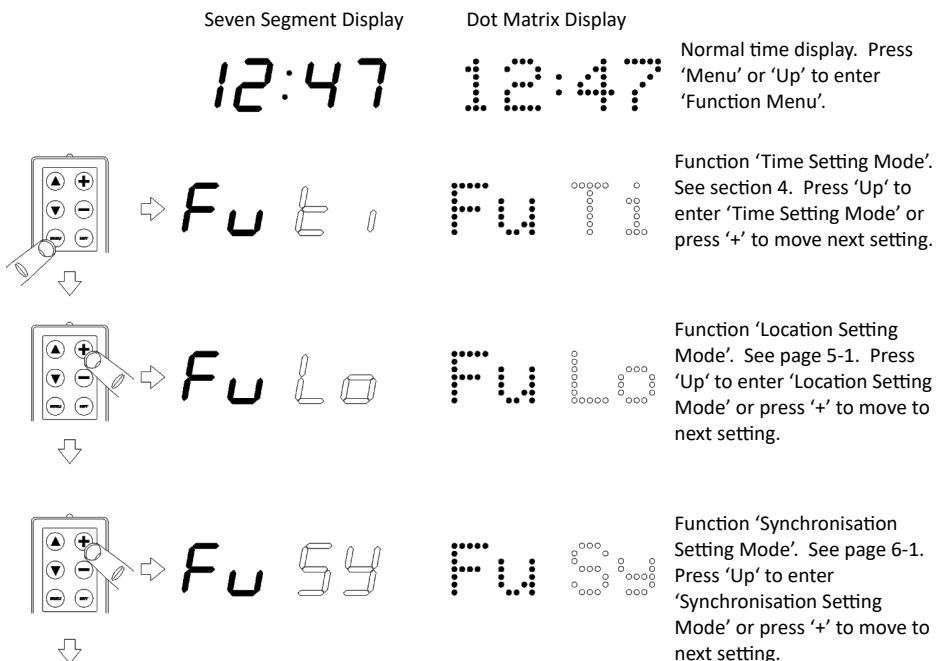 Seven Segment Display
Dot Matrix Display
12:47
12:47
Normal time display.  Press
‘Menu’ or ‘Up’ to enter
‘Function Menu’.
Fu ti
Fu Ti
Function ‘Time Setting Mode’.
See section 4.  Press ‘Up‘ to
enter ‘Time Setting Mode’ or
press ‘+’ to move next setting.
Fu Lo
Fu Lo
Function ‘Location Setting
Mode’.  See page 5-1.  Press
‘Up‘ to enter ‘Location Setting
Mode’ or press ‘+’ to move to
next setting.
Fu Sy
Fu Sy
Function ‘Synchronisation
Setting Mode’.  See page 6-1.
Press ‘Up‘ to enter
‘Synchronisation Setting
Mode’ or press ‘+’ to move to
next setting.